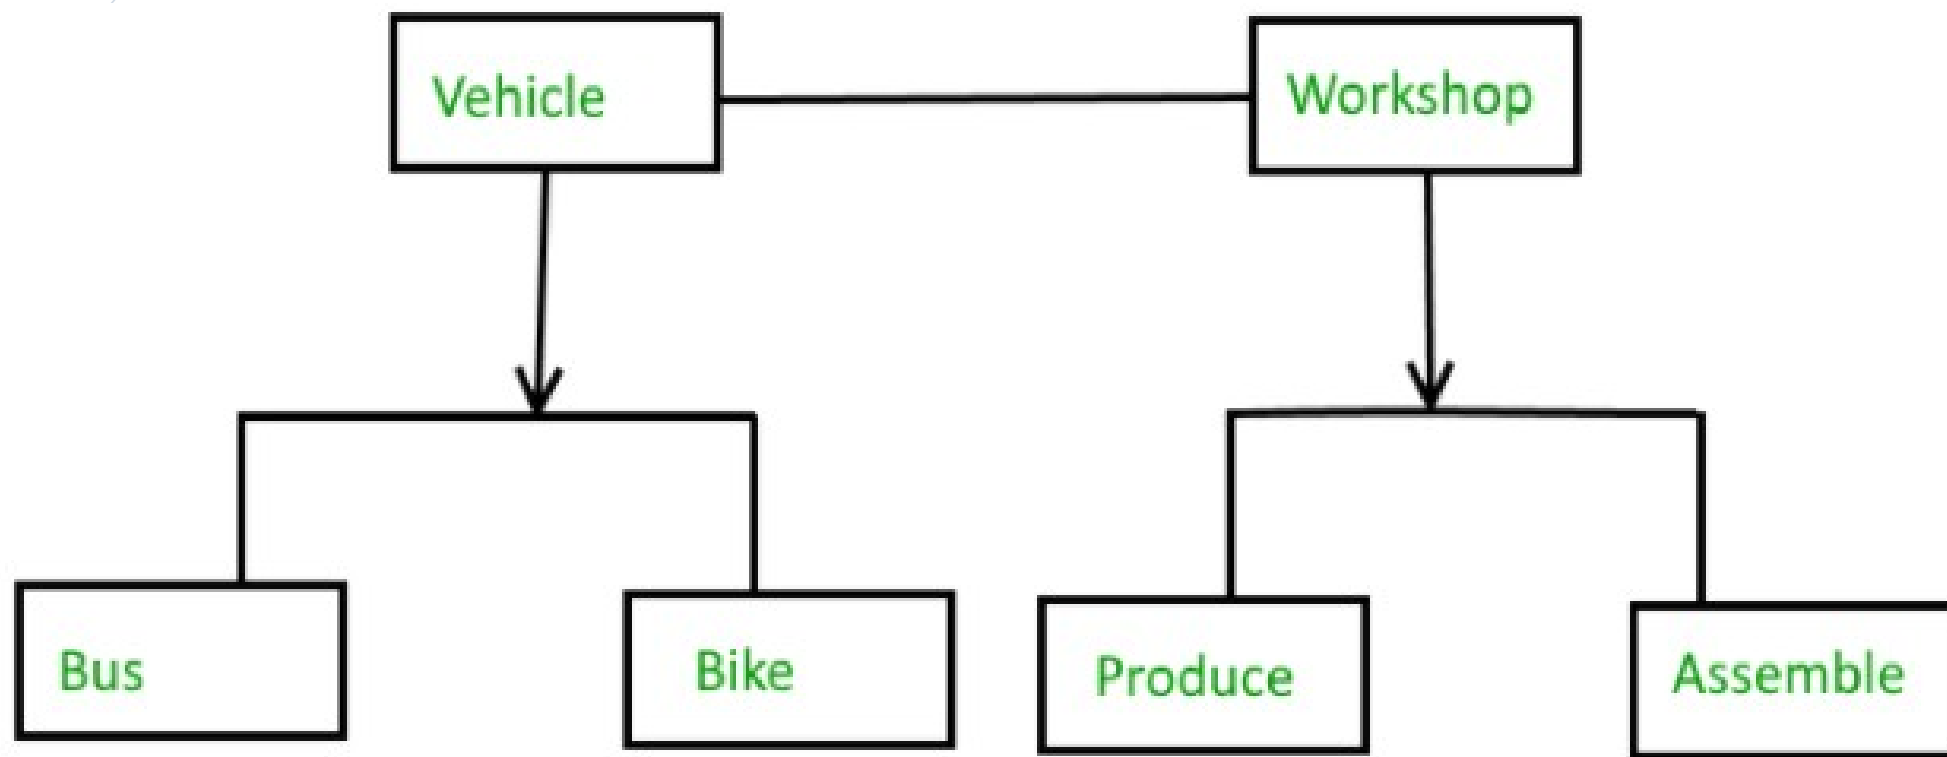 Vehicle
Workshop
Bus
Bike
Produce
Assemble